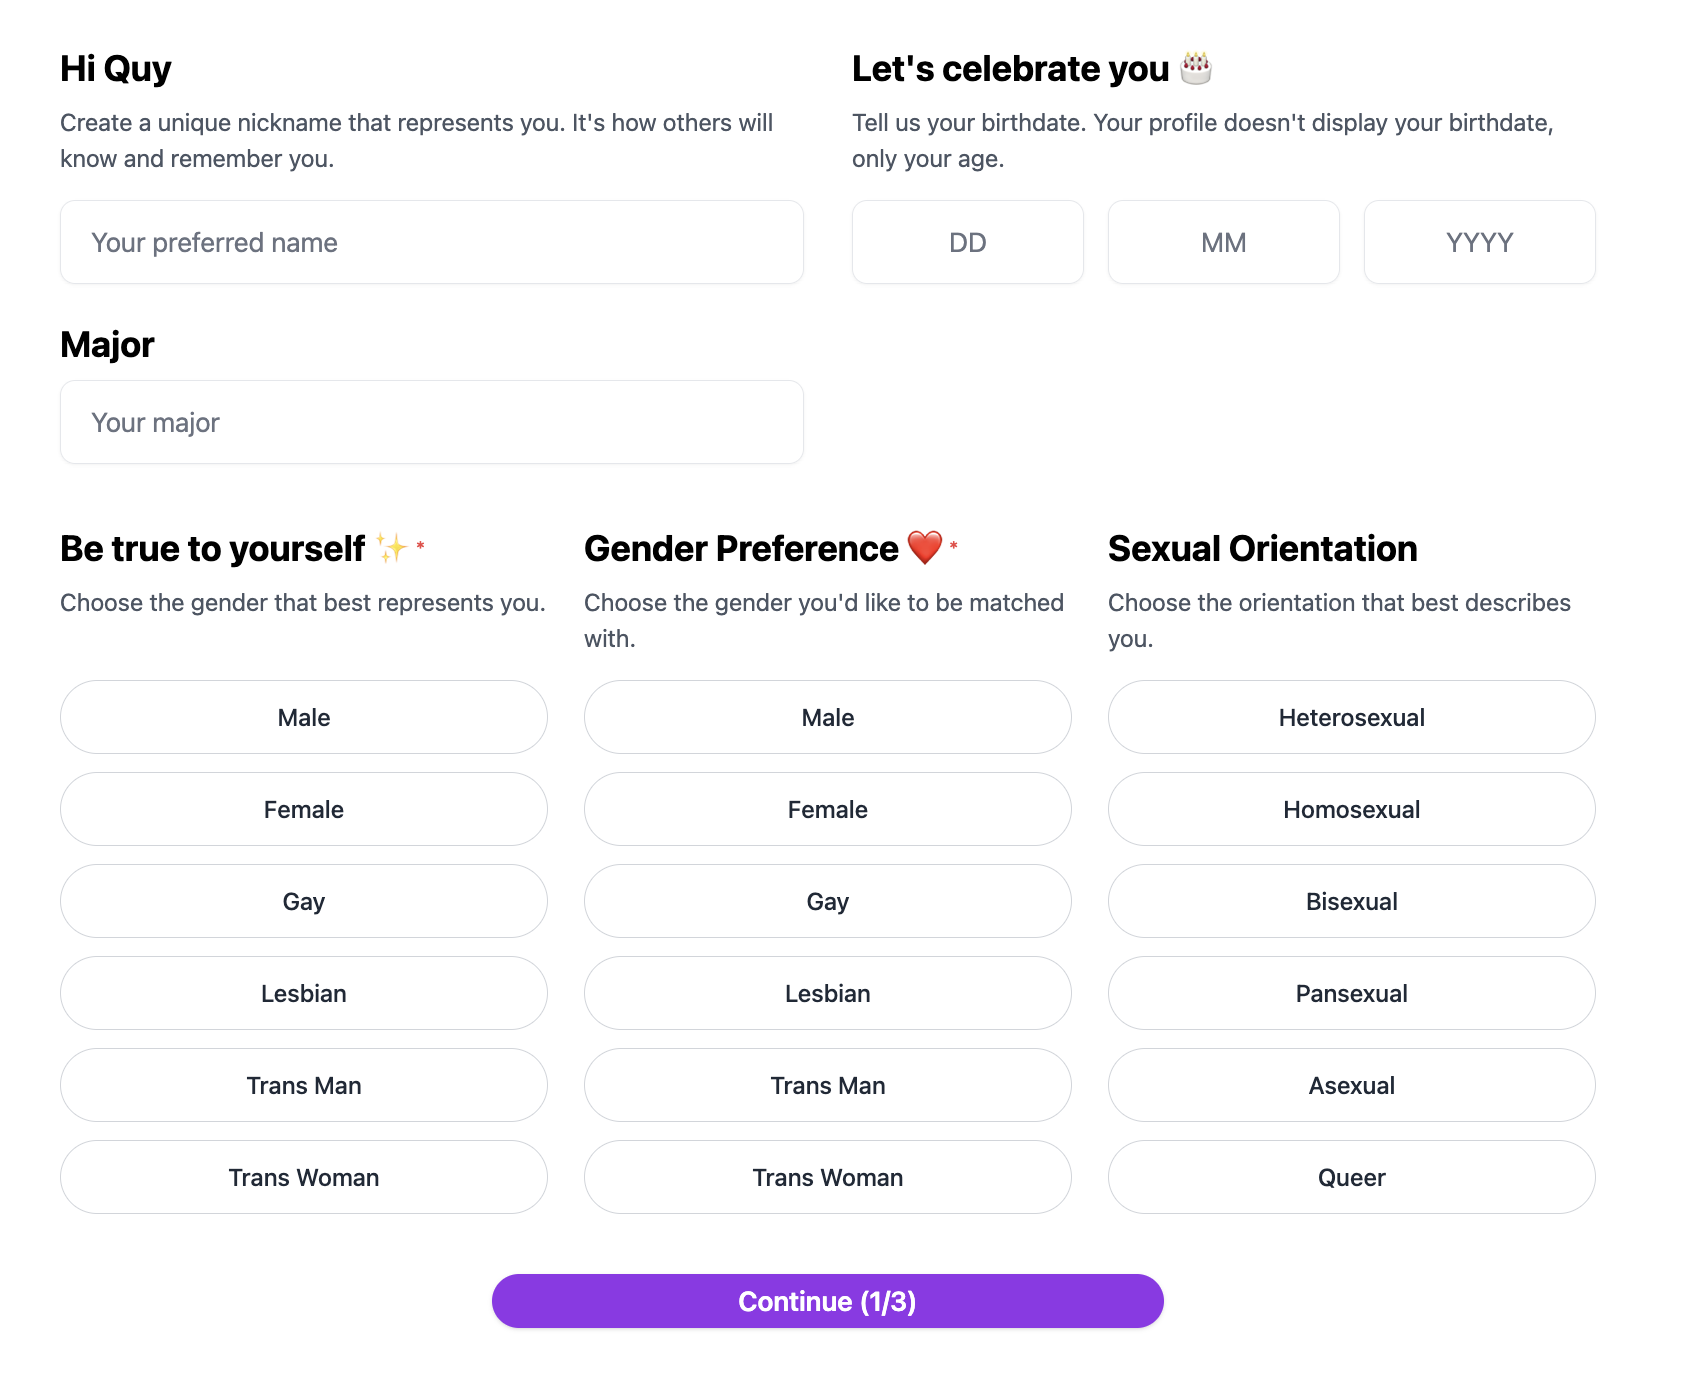 Hi Quy
Create a unique nickname that represents you. It's how others will
know and remember you.
Your preferred name
Let's celebrate you 🎂
Tell us your birthdate. Your profile doesn't display your birthdate,
only your age.
DD
MM
YYYY
Major
Your major
Be true to yourself ✨ *
Choose the gender that best represents you.
Male
Female
Gay
Lesbian
Trans Man
Trans Woman
Gender Preference ❤️ *
Choose the gender you'd like to be matched
with.
Male
Female
Gay
Lesbian
Trans Man
Trans Woman
Sexual Orientation
Choose the orientation that best describes
you.
Heterosexual
Homosexual
Bisexual
Pansexual
Asexual
Queer
Continue (1/3)